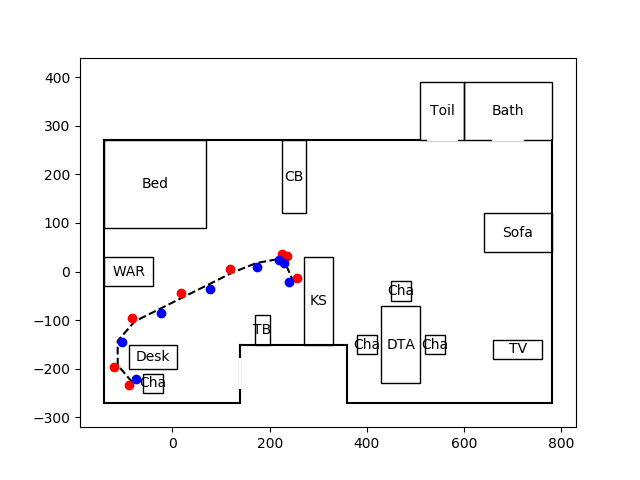 400
300
200
100
0
−100
−200
−300
0
200
400
600
800
Toil
Bath
Bed
CB
Sofa
WAR
KS
TB
Cha
Desk
Cha
DTA
Cha
TV
Cha